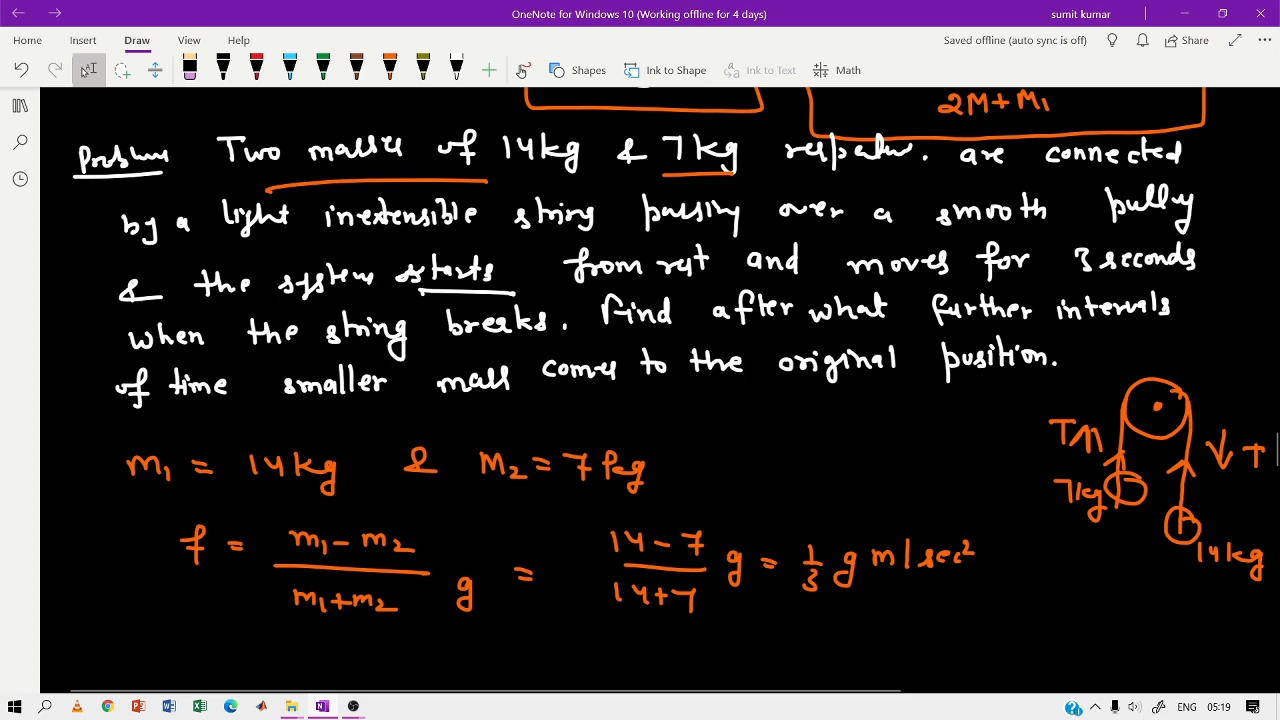 OneNote for Windows 10 (Working offline for 4 days)
sumit kumar
Home Insert Draw View Help
Saved offline (auto sync is off) Share
Shapes Ink to Shape Ink to Text Math
2M+M₁
Problem Two masses of 14kg & 7kg are connected
by a light inextensible string passing over a smooth pully
& the system starts from rest and moves for 3 seconds
when the string breaks. Find after what further intervals
of time smaller mass comes to the original position.
T
T
7kg
14kg
m₁ = 14kg & m₂ = 7kg
f = (m₁ - m₂)/(m₁+m₂) g = (14 - 7)/(14+7) g = 1/3 g m/sec²
ENG 05:19